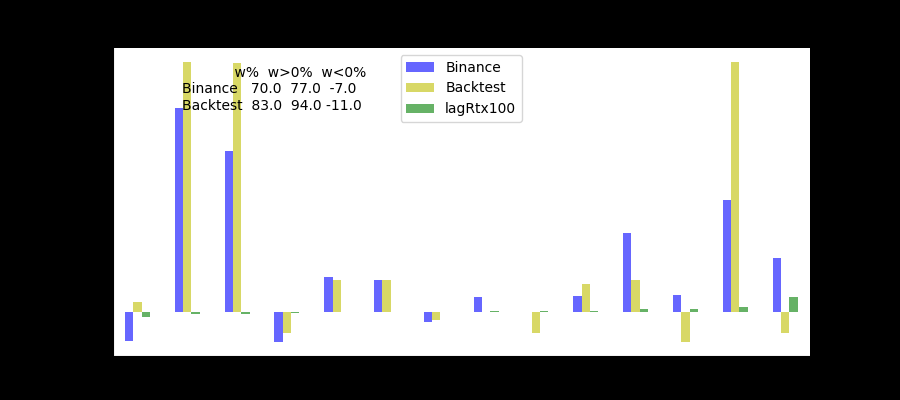 w% w>0% w<0%
Binance 70.0 77.0 -7.0
Backtest 83.0 94.0 -11.0
Binance
Backtest
lagRtx100